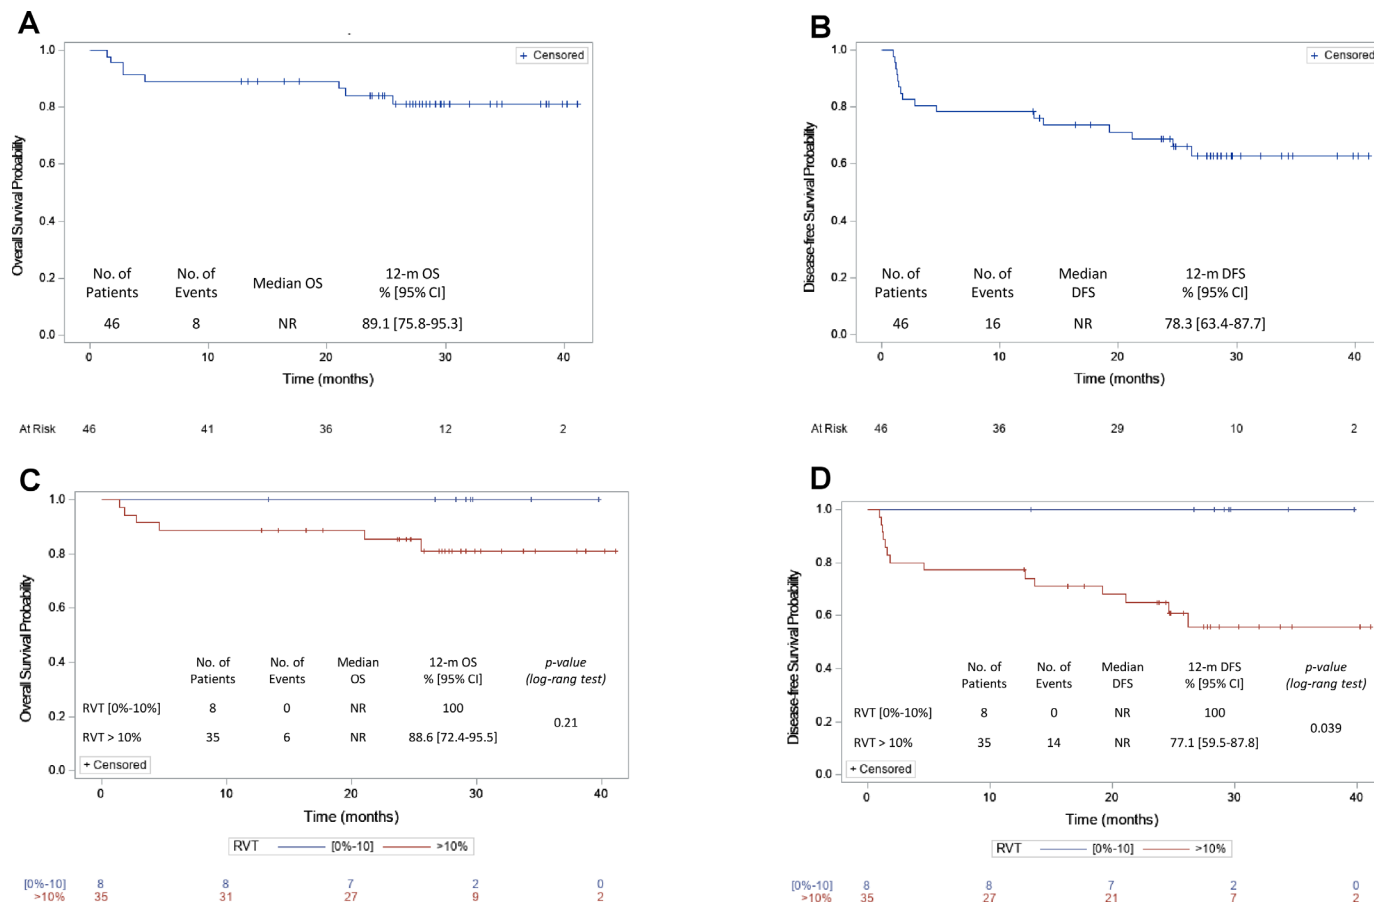 A
1.0
0.8
0.6
0.4
0.2
0.0
Overall Survival Probability
+ Censored
No. of Patients
No. of Events
Median OS
12-m OS % [95% CI]
46 8 NR 89.1 [75.8-95.3]
0 10 20 30 40
Time (months)
At Risk 46 41 36 12 2
B
1.0
0.8
0.6
0.4
0.2
0.0
Disease-free Survival Probability
+ Censored
No. of Patients
No. of Events
Median DFS
12-m DFS % [95% CI]
46 16 NR 78.3 [63.4-87.7]
0 10 20 30 40
Time (months)
At Risk 46 36 29 10 2
C
1.0
0.8
0.6
0.4
0.2
0.0
Overall Survival Probability
No. of Patients
No. of Events
Median OS
12-m OS % [95% CI]
p-value (log-rang test)
RVT [0%-10%] 8 0 NR 100
0.21
RVT > 10% 35 6 NR 88.6 [72.4-95.5]
+ Censored
0 10 20 30 40
Time (months)
RVT [0%-10] >10%
[0%-10] 8 8 7 2 0
>10% 35 31 27 9 2
D
1.0
0.8
0.6
0.4
0.2
0.0
Disease-free Survival Probability
No. of Patients
No. of Events
Median DFS
12-m DFS % [95% CI]
p-value (log-rang test)
RVT [0%-10%] 8 0 NR 100
0.039
RVT > 10% 35 14 NR 77.1 [59.5-87.8]
+ Censored
0 10 20 30 40
Time (months)
RVT [0%-10] >10%
[0%-10] 8 8 7 2 0
>10% 35 27 21 7 2